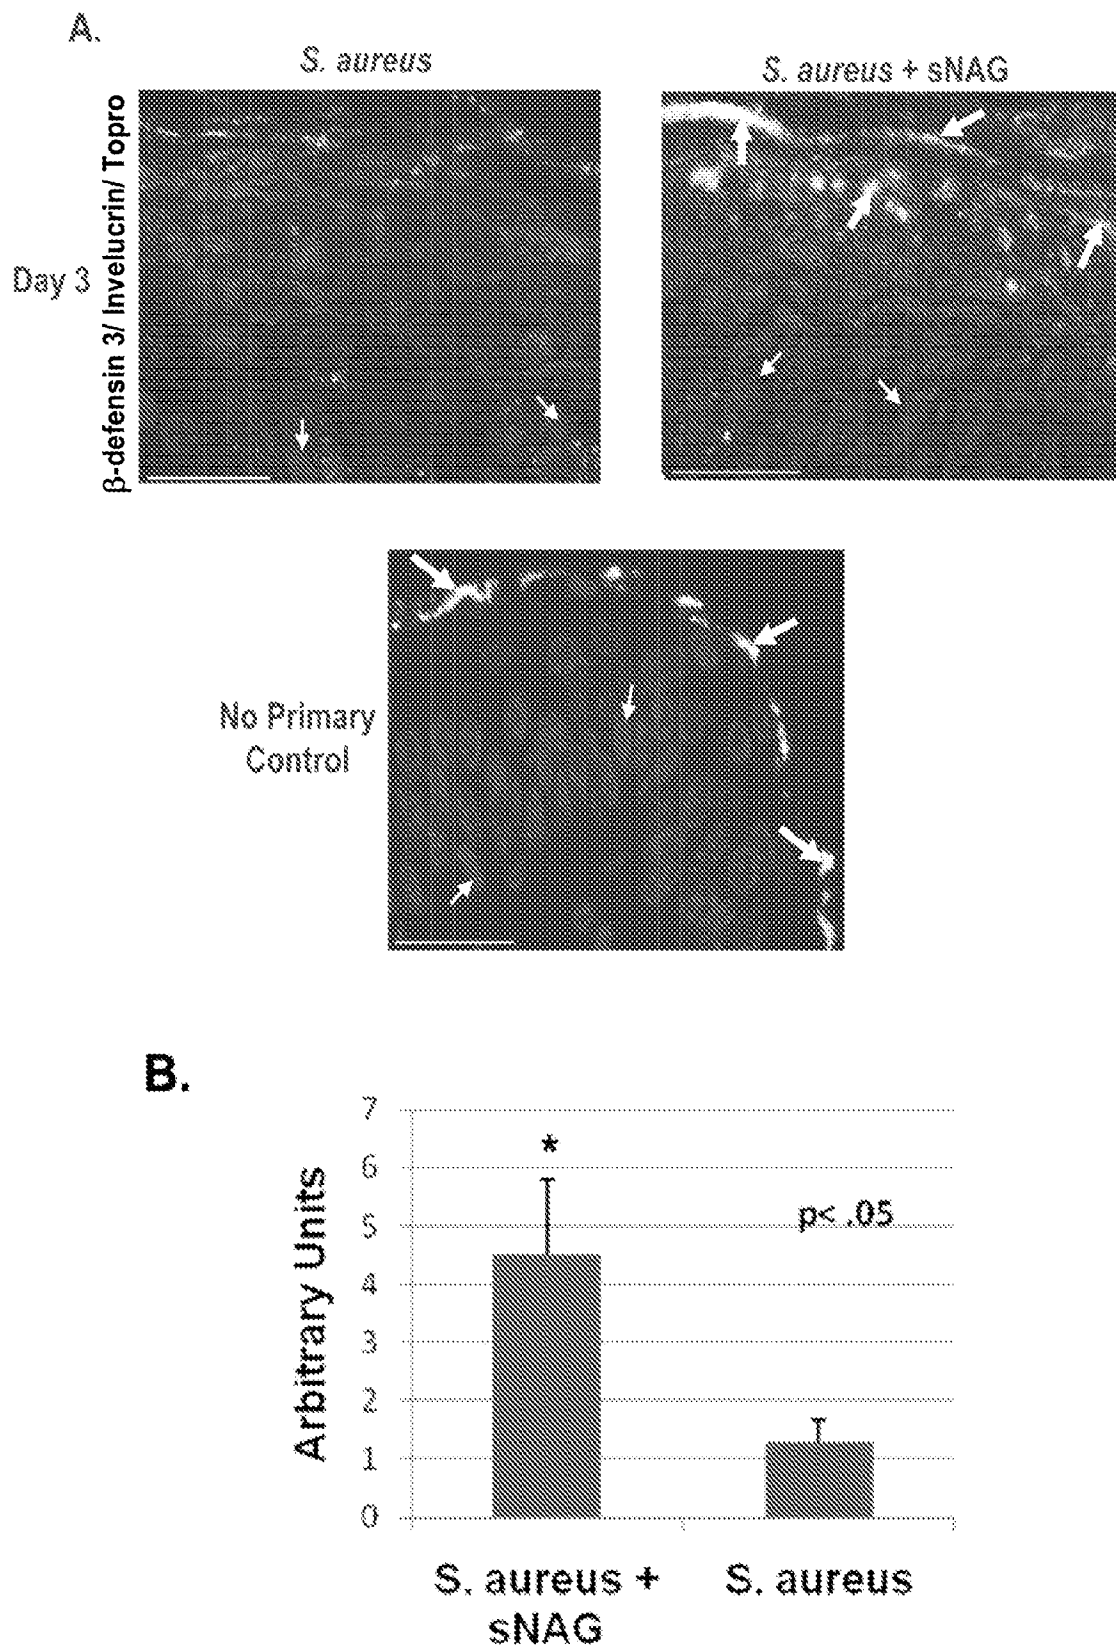 A.
S. aureus
S. aureus + sNAG
Day 3
β-defensin 3/ Involucrin/ Topro
No Primary
Control
B.
7
6
5
4
3
2
1
0
Arbitrary Units
*
p< .05
S. aureus +
sNAG
S. aureus